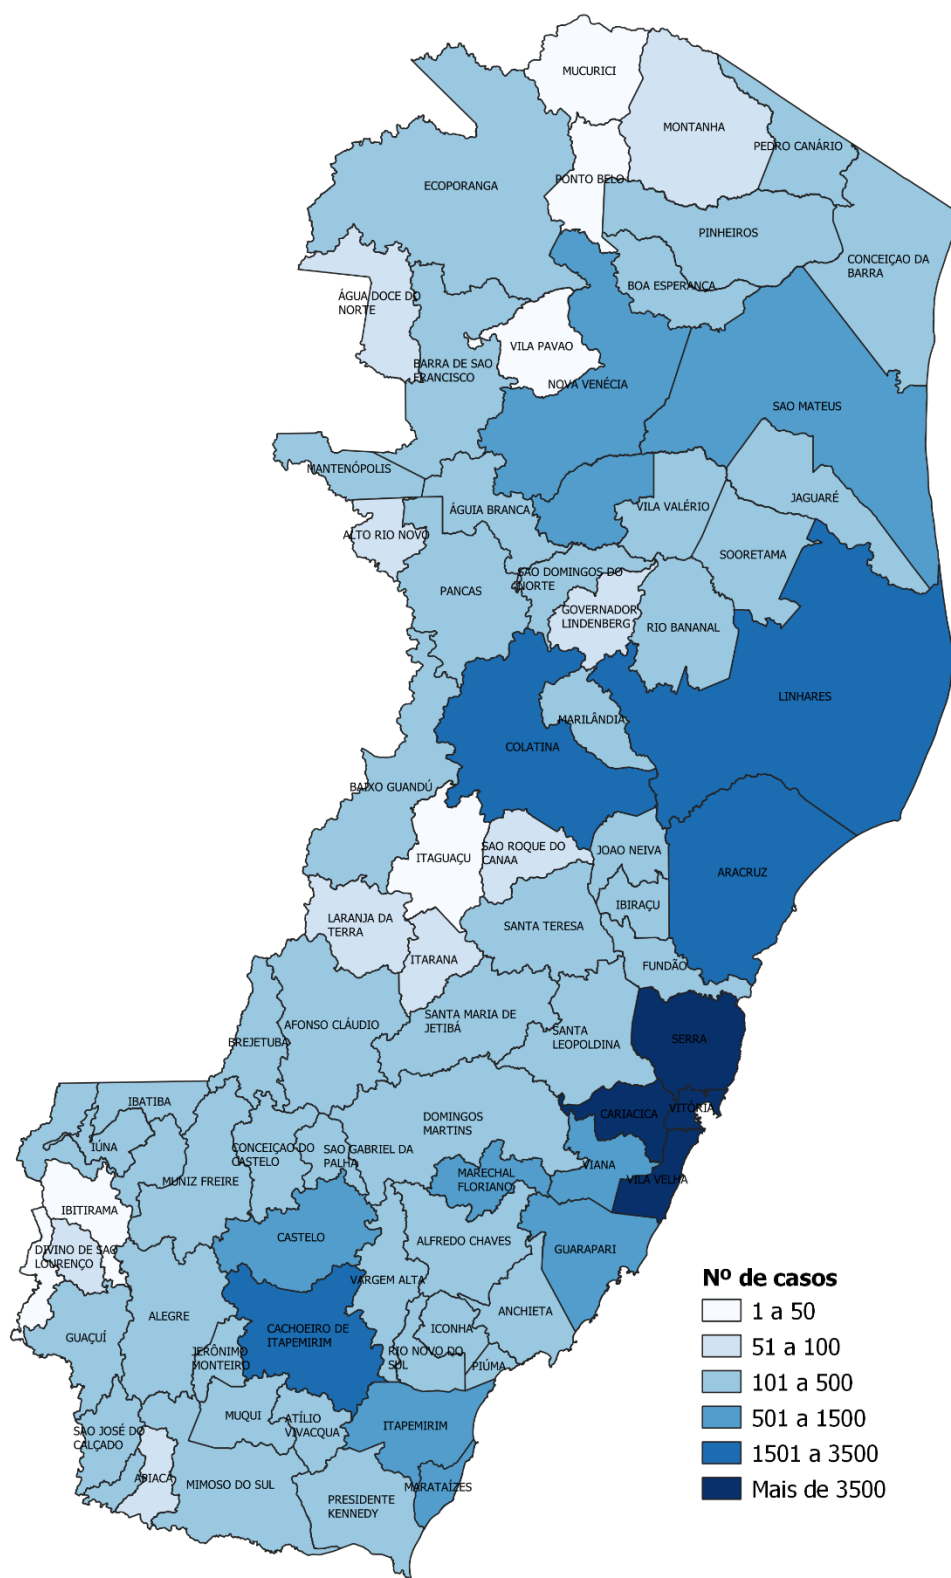 MUCURICI
MONTANHA
PEDRO CANÁRIO
PONTO BELO
ECOPORANGA
PINHEIROS
CONCEIÇAO DA
BARRA
BOA ESPERANÇA
ÁGUA DOCE DO
NORTE
VILA PAVAO
BARRA DE SAO
FRANCISCO
NOVA VENÉCIA
SAO MATEUS
MANTENÓPOLIS
JAGUARÉ
ÁGUIA BRANCA
VILA VALÉRIO
ALTO RIO NOVO
SOORETAMA
SAO DOMINGOS DO
NORTE
PANCAS
GOVERNADOR
LINDENBERG
RIO BANANAL
LINHARES
MARILÂNDIA
COLATINA
BAIXO GUANDÚ
SAO ROQUE DO
CANAA
JOAO NEIVA
ITAGUAÇU
ARACRUZ
IBIRAÇU
LARANJA DA
TERRA
SANTA TERESA
ITARANA
FUNDÃO
SANTA MARIA DE
JETIBÁ
AFONSO CLÁUDIO
SANTA
LEOPOLDINA
BREJETUBA
SERRA
IBATIBA
VITÓRIA
CARIACICA
DOMINGOS
MARTINS
IÚNA
CONCEIÇAO DO
CASTELO
SAO GABRIEL DA
PALHA
VIANA
MARECHAL
FLORIANO
VILA VELHA
MUNIZ FREIRE
IBITIRAMA
CASTELO
ALFREDO CHAVES
GUARAPARI
DIVINO DE SAO
LOURENÇO
VARGEM ALTA
ANCHIETA
ALEGRE
CACHOEIRO DE
ITAPEMIRIM
ICONHA
GUAÇUÍ
JERÔNIMO
MONTEIRO
RIO NOVO DO
SUL
PIÚMA
MUQUI
ATÍLIO
VIVACQUA
ITAPEMIRIM
SAO JOSÉ DO
CALÇADO
APIACÁ
MIMOSO DO SUL
MARATAÍZES
PRESIDENTE
KENNEDY
Nº de casos
1 a 50
51 a 100
101 a 500
501 a 1500
1501 a 3500
Mais de 3500